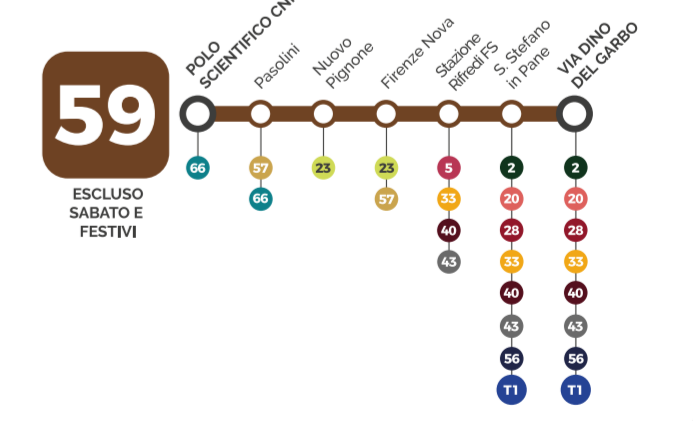 59
ESCLUSO
SABATO E
FESTIVI
POLO
SCIENTIFICO
Pasolini
Nuovo
Pignone
Firenze Nova
Stazione
Rifredi FS
S. Stefano
in Pane
VIA DINO
DEL GARBO
66
57
66
23
23
57
5
33
40
43
2
20
28
33
40
43
56
T1
2
20
28
33
40
43
56
T1